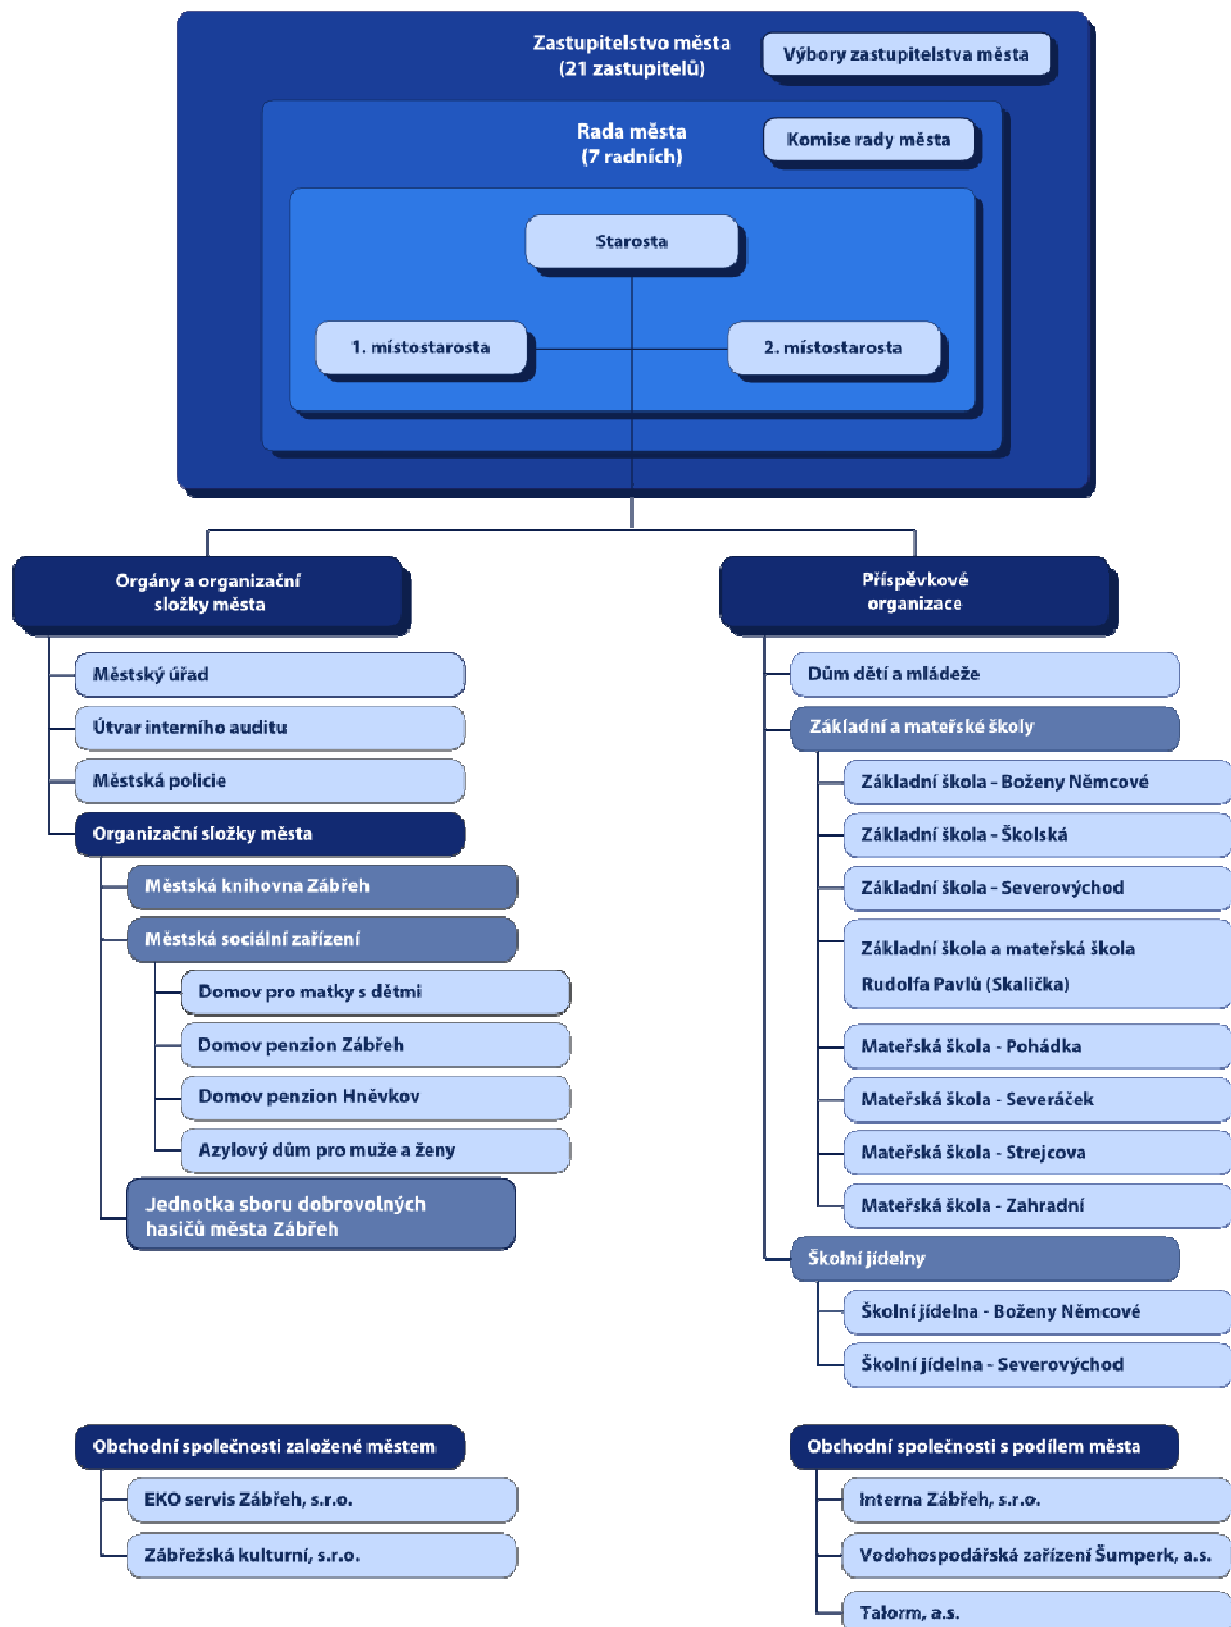 Zastupitelstvo města
(21 zastupitelů)
Výbory zastupitelstva města
Rada města
(7 radních)
Komise rady města
Starosta
1. místostarosta
2. místostarosta
Orgány a organizační
složky města
Městský úřad
Útvar interního auditu
Městská policie
Organizační složky města
Městská knihovna Zábřeh
Městská sociální zařízení
Domov pro matky s dětmi
Domov penzion Zábřeh
Domov penzion Hněvkov
Azylový dům pro muže a ženy
Jednotka sboru dobrovolných
hasičů města Zábřeh
Příspěvkové
organizace
Dům dětí a mládeže
Základní a mateřské školy
Základní škola - Boženy Němcové
Základní škola - Školská
Základní škola - Severovýchod
Základní škola a mateřská škola
Rudolfa Pavlů (Skalička)
Mateřská škola - Pohádka
Mateřská škola - Severáček
Mateřská škola - Strejcova
Mateřská škola - Zahradní
Školní jídelny
Školní jídelna - Boženy Němcové
Školní jídelna - Severovýchod
Obchodní společnosti založené městem
EKO servis Zábřeh, s.r.o.
Zábřežská kulturní, s.r.o.
Obchodní společnosti s podílem města
Interna Zábřeh, s.r.o.
Vodohospodářská zařízení Šumperk, a.s.
Talorm, a.s.